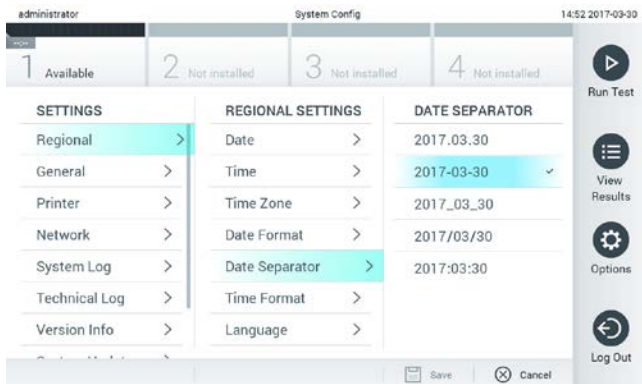 administrator
System Config
14:52 2017-03-30
--:--
1 Available
2 Not installed
3 Not installed
4 Not installed
Run Test
SETTINGS
Regional
General
Printer
Network
System Log
Technical Log
Version Info
REGIONAL SETTINGS
Date
Time
Time Zone
Date Format
Date Separator
Time Format
Language
DATE SEPARATOR
2017.03.30
2017-03-30
2017_03_30
2017/03/30
2017:03:30
View
Results
Options
Log Out
Save
Cancel